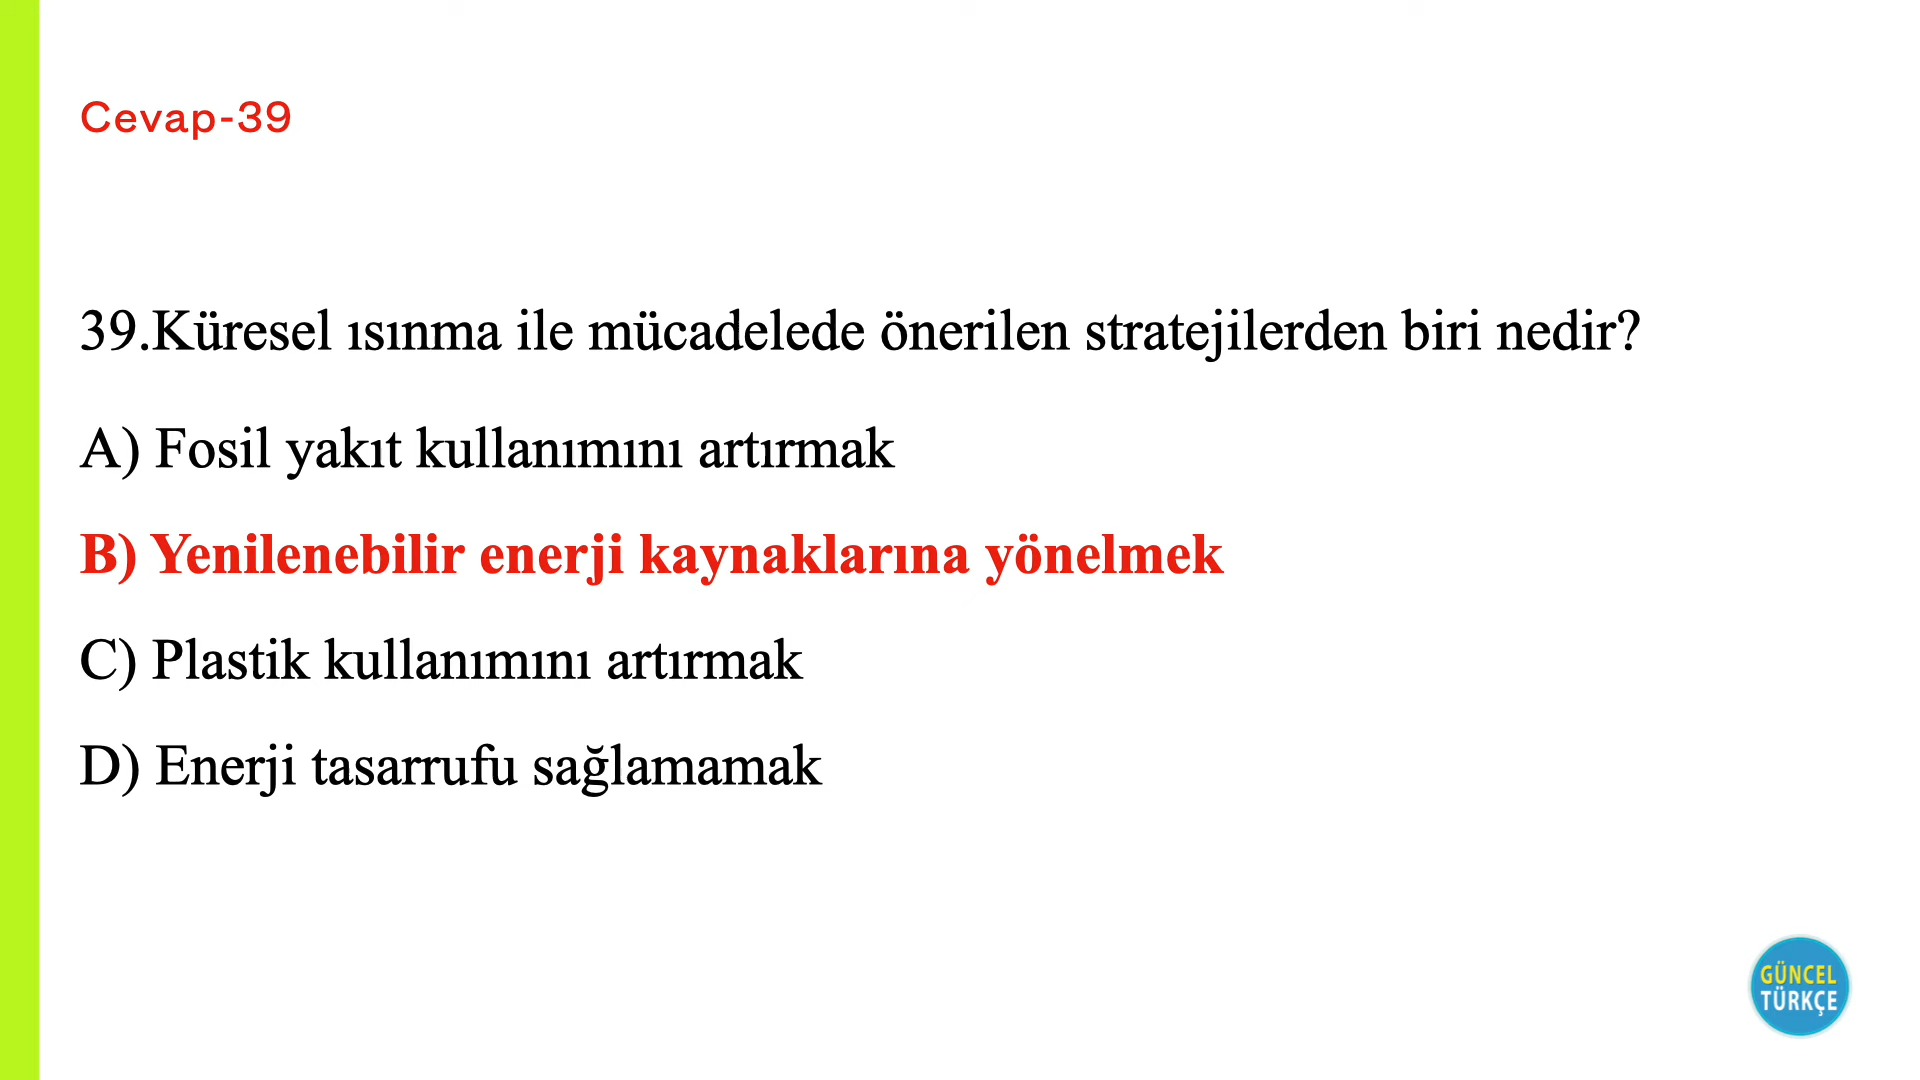 Cevap-39
39.Küresel ısınma ile mücadelede önerilen stratejilerden biri nedir?
A) Fosil yakıt kullanımını artırmak
B) Yenilenebilir enerji kaynaklarına yönelmek
C) Plastik kullanımını artırmak
D) Enerji tasarrufu sağlamamak
GÜNCEL
TÜRKÇE